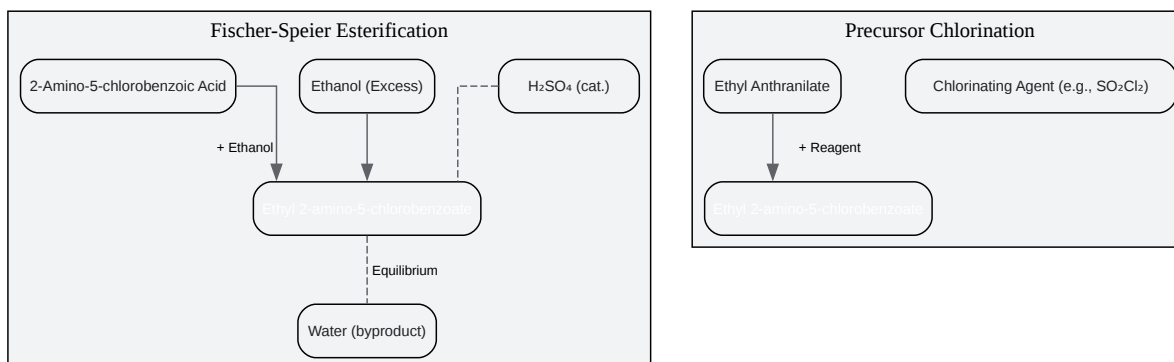 Fischer-Speier Esterification
2-Amino-5-chlorobenzoic Acid
Ethanol (Excess)
H₂SO₄ (cat.)
+ Ethanol
Ethyl 2-amino-5-chlorobenzoate
Equilibrium
Water (byproduct)
Precursor Chlorination
Ethyl Anthranilate
Chlorinating Agent (e.g., SO₂Cl₂)
+ Reagent
Ethyl 2-amino-5-chlorobenzoate